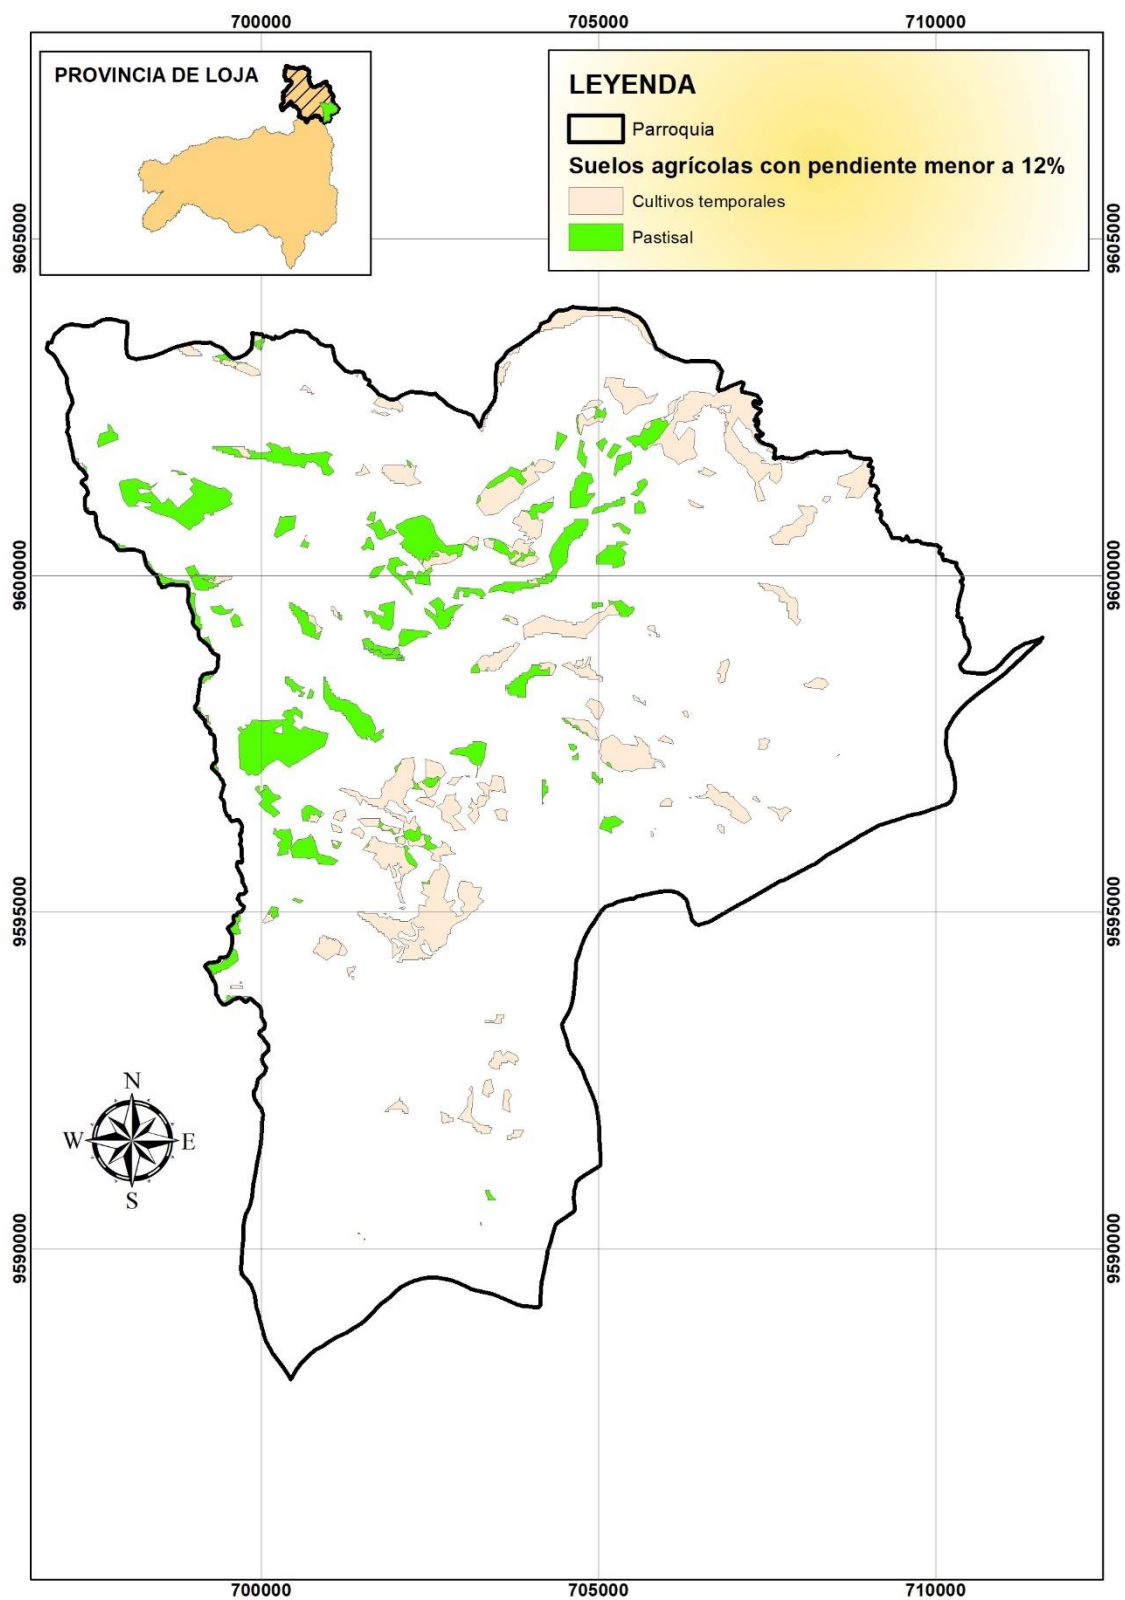 700000 705000 710000
PROVINCIA DE LOJA
LEYENDA
Parroquia
Suelos agrícolas con pendiente menor a 12%
Cultivos temporales
Pastisal
9605000 9605000
9600000 9600000
9595000 9595000
N
W E
S
9590000 9590000
700000 705000 710000